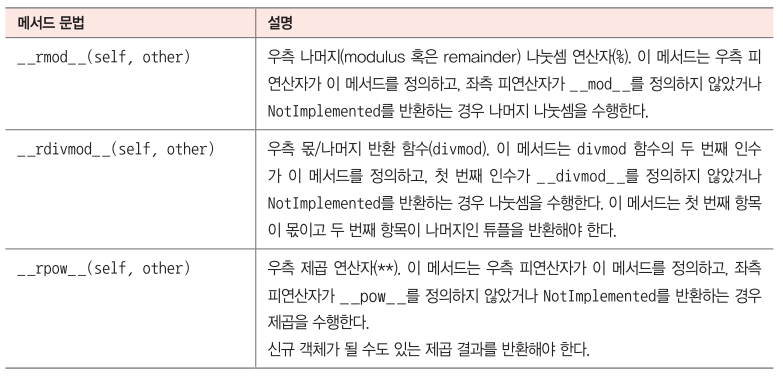 메서드 문법 설명
__rmod__(self, other) 우측 나머지(modulus 혹은 remainder) 나눗셈 연산자(%). 이 메서드는 우측 피
연산자가 이 메서드를 정의하고, 좌측 피연산자가 __mod__를 정의하지 않았거나
NotImplemented를 반환하는 경우 나머지 나눗셈을 수행한다.
__rdivmod__(self, other) 우측 몫/나머지 반환 함수(divmod). 이 메서드는 divmod 함수의 두 번째 인수
가 이 메서드를 정의하고, 첫 번째 인수가 __divmod__를 정의하지 않았거나
NotImplemented를 반환하는 경우 나눗셈을 수행한다. 이 메서드는 첫 번째 항목
이 몫이고 두 번째 항목이 나머지인 튜플을 반환해야 한다.
__rpow__(self, other) 우측 제곱 연산자(**). 이 메서드는 우측 피연산자가 이 메서드를 정의하고, 좌측
피연산자가 __pow__를 정의하지 않았거나 NotImplemented를 반환하는 경우
제곱을 수행한다.
신규 객체가 될 수도 있는 제곱 결과를 반환해야 한다.